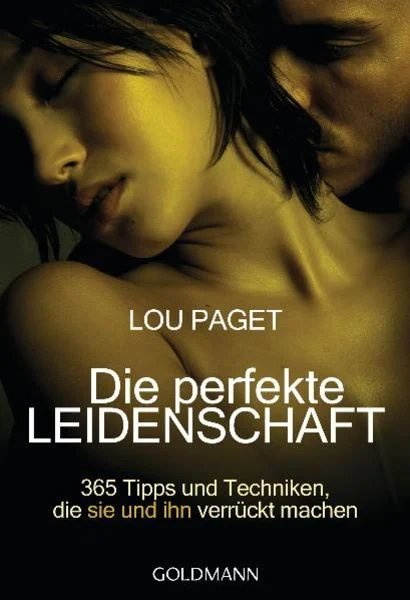 LOU PAGET
Die perfekte
LEIDENSCHAFT
365 Tipps und Techniken,
die sie und ihn verrückt machen
GOLDMANN